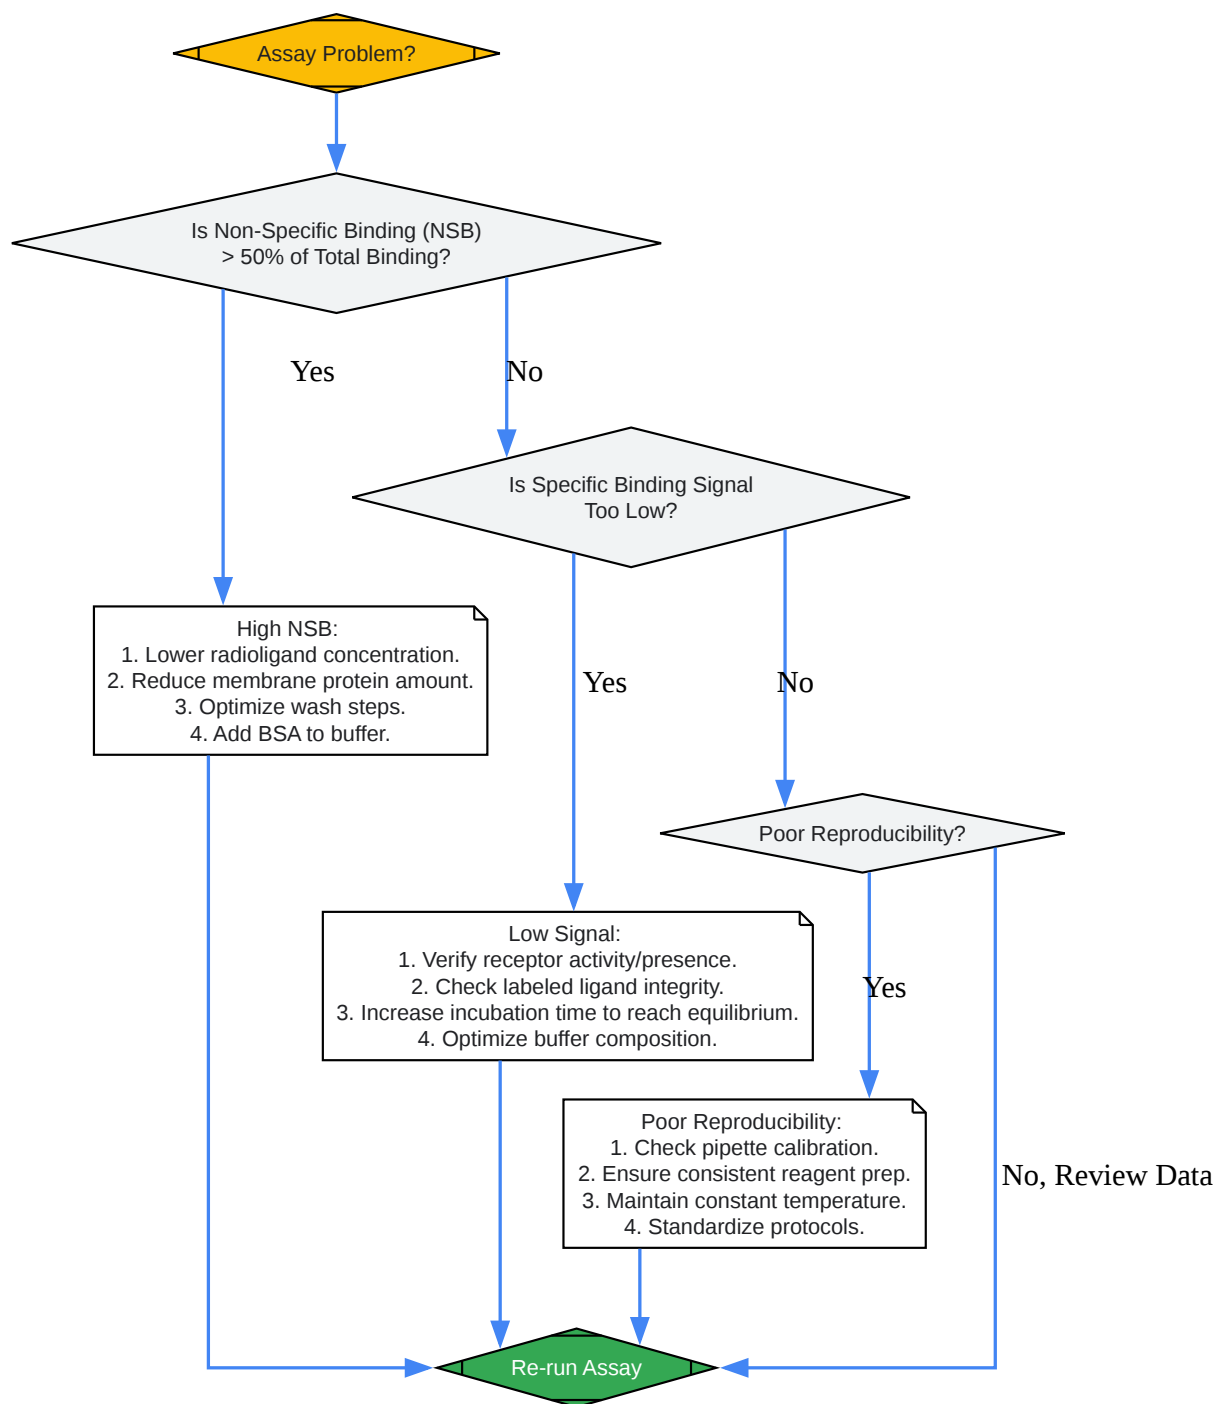 Assay Problem?
Is Non-Specific Binding (NSB)
> 50% of Total Binding?
Yes
No
Is Specific Binding Signal
Too Low?
High NSB:
1. Lower radioligand concentration.
2. Reduce membrane protein amount.
3. Optimize wash steps.
4. Add BSA to buffer.
Yes
No
Poor Reproducibility?
Low Signal:
1. Verify receptor activity/presence.
2. Check labeled ligand integrity.
3. Increase incubation time to reach equilibrium.
4. Optimize buffer composition.
Yes
Poor Reproducibility:
1. Check pipette calibration.
2. Ensure consistent reagent prep.
3. Maintain constant temperature.
4. Standardize protocols.
No, Review Data
Re-run Assay